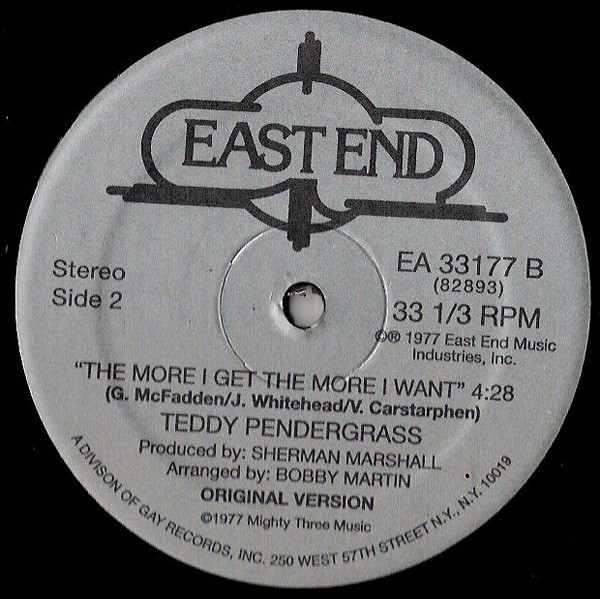 EAST END
Stereo
Side 2
EA 33177 B
(82893)
33 1/3 RPM
©® 1977 East End Music
Industries, Inc.
"THE MORE I GET THE MORE I WANT" 4:28
(G. McFadden/J. Whitehead/V. Carstarphen)
TEDDY PENDERGRASS
Produced by: SHERMAN MARSHALL
Arranged by: BOBBY MARTIN
ORIGINAL VERSION
©1977 Mighty Three Music
A DIVISON OF GAY RECORDS, INC. 250 WEST 57TH STREET N.Y., N.Y. 10019